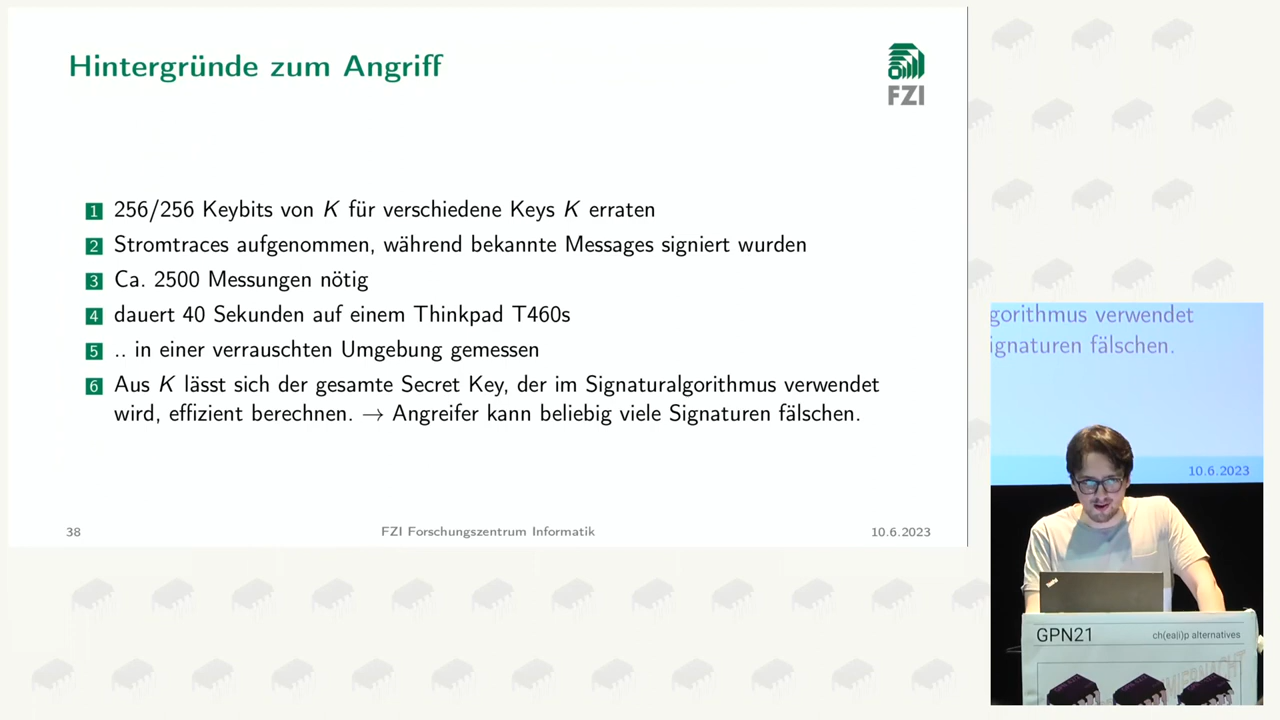 Hintergründe zum Angriff
FZI
1 256/256 Keybits von K für verschiedene Keys K erraten
2 Stromtraces aufgenommen, während bekannte Messages signiert wurden
3 Ca. 2500 Messungen nötig
4 dauert 40 Sekunden auf einem Thinkpad T460s
5 .. in einer verrauschten Umgebung gemessen
6 Aus K lässt sich der gesamte Secret Key, der im Signaturalgorithmus verwendet
wird, effizient berechnen. → Angreifer kann beliebig viele Signaturen fälschen.
38
FZI Forschungszentrum Informatik
10.6.2023
gorithmus verwendet
ignaturen fälschen.
10.6.2023
GPN21
ch(ea|i)p alternatives